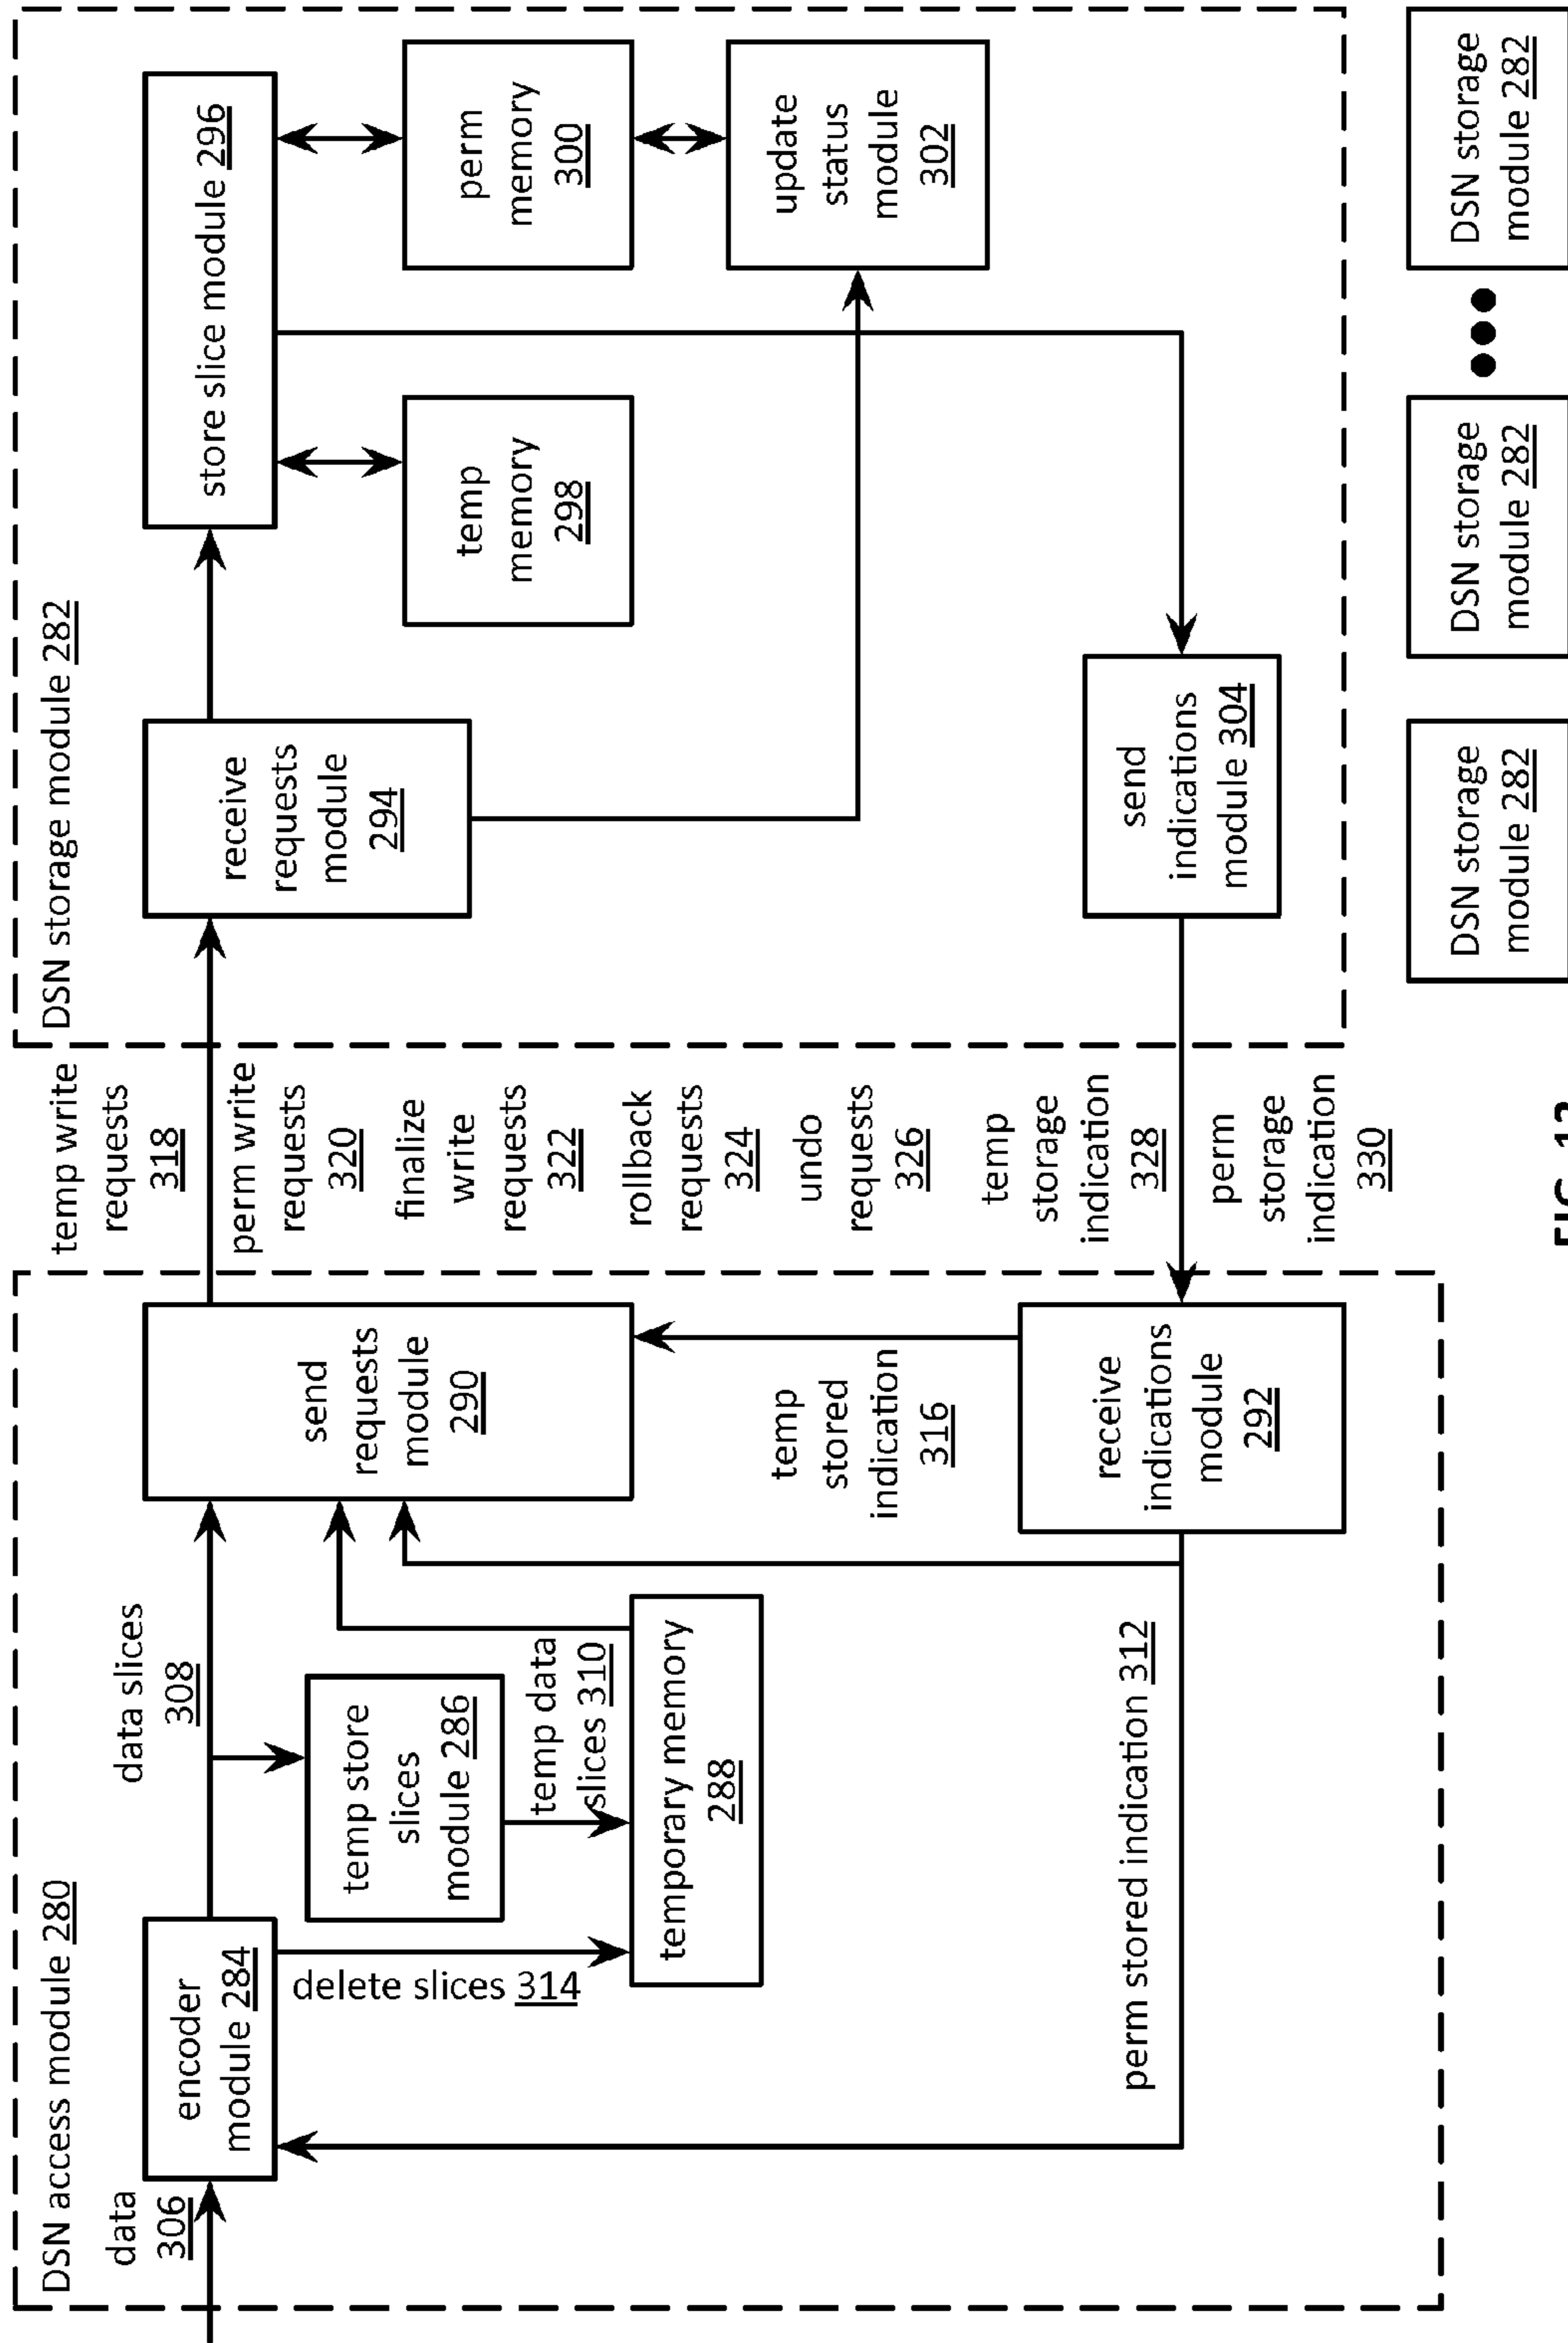 DSN access module 280
data
306
encoder
module 284
data slices
308
delete slices 314
temp store
slices
module 286
temp data
slices 310
temporary memory
288
send
requests
module
290
perm stored indication 312
temp
stored
indication
316
receive
indications
module
292
temp write
requests
318
perm write
requests
320
finalize
write
requests
322
rollback
requests
324
undo
requests
326
temp
storage
indication
328
perm
storage
indication
330
DSN storage module 282
receive
requests
module
294
store slice module 296
temp
memory
298
perm
memory
300
update
status
module
302
send
indications
module 304
DSN storage
module 282
DSN storage
module 282
DSN storage
module 282